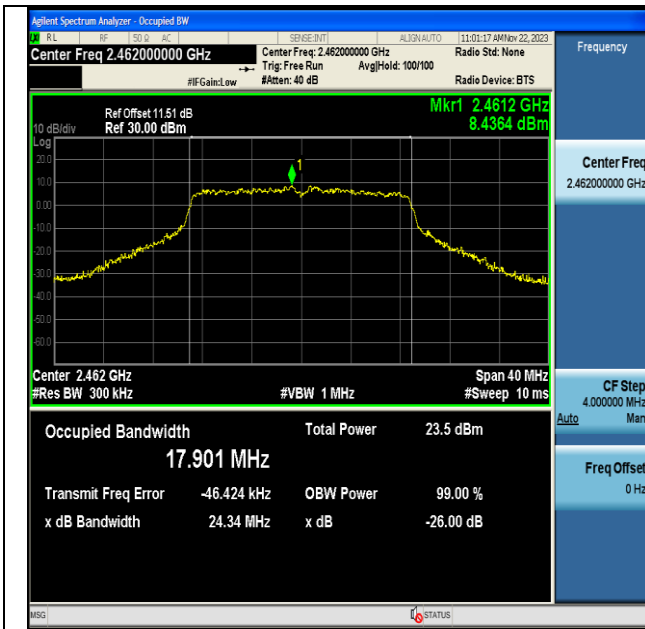 Agilent Spectrum Analyzer - Occupied BW
RL RF 50 Ω AC SENSE:INT ALIGN AUTO 11:01:17 AM Nov 22, 2023
Center Freq 2.462000000 GHz Center Freq: 2.462000000 GHz Radio Std: None Frequency
Trig: Free Run Avg|Hold: 100/100
#IFGain:Low #Atten: 40 dB Radio Device: BTS
Mkr1 2.4612 GHz
Ref Offset 11.51 dB
8.4364 dBm
10 dB/div Ref 30.00 dBm
Log
20.0
1
10.0
0.00
-10.0
-20.0
-30.0
-40.0
-50.0
-60.0
Center Freq
2.462000000 GHz
Center 2.462 GHz Span 40 MHz
#Res BW 300 kHz #VBW 1 MHz #Sweep 10 ms
CF Step
4.000000 MHz
Auto Man
Occupied Bandwidth Total Power 23.5 dBm
17.901 MHz
Transmit Freq Error -46.424 kHz OBW Power 99.00 %
x dB Bandwidth 24.34 MHz x dB -26.00 dB
Freq Offset
0 Hz
MSG STATUS